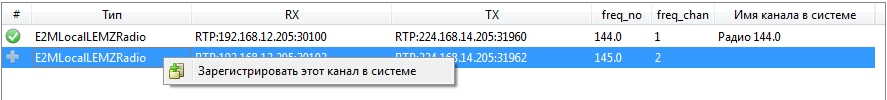 # Тип RX TX freq_no freq_chan Имя канала в системе
E2MLocalLEMZRadio RTP:192.168.12.205:30100 RTP:224.168.14.205:31960 144.0 1 Радио 144.0
E2MLocalLEMZRadio RTP:192.168.12.205:30102 RTP:224.168.14.205:31962 145.0 2
Зарегистрировать этот канал в системе